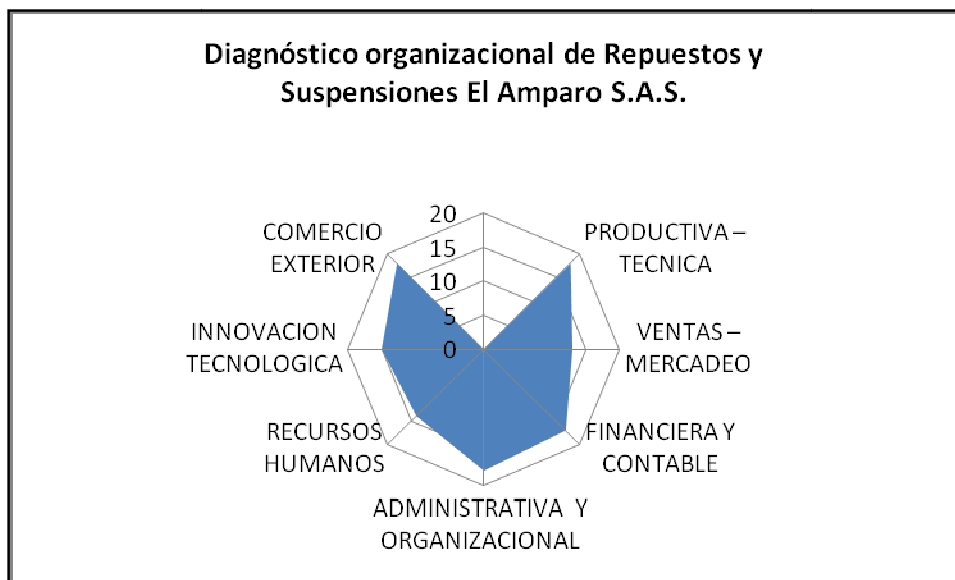 Diagnóstico organizacional de Repuestos y
Suspensiones El Amparo S.A.S.
20
15
10
5
0
PRODUCTIVA –
TECNICA
VENTAS –
MERCADEO
FINANCIERA Y
CONTABLE
ADMINISTRATIVA Y
ORGANIZACIONAL
RECURSOS
HUMANOS
INNOVACION
TECNOLOGICA
COMERCIO
EXTERIOR